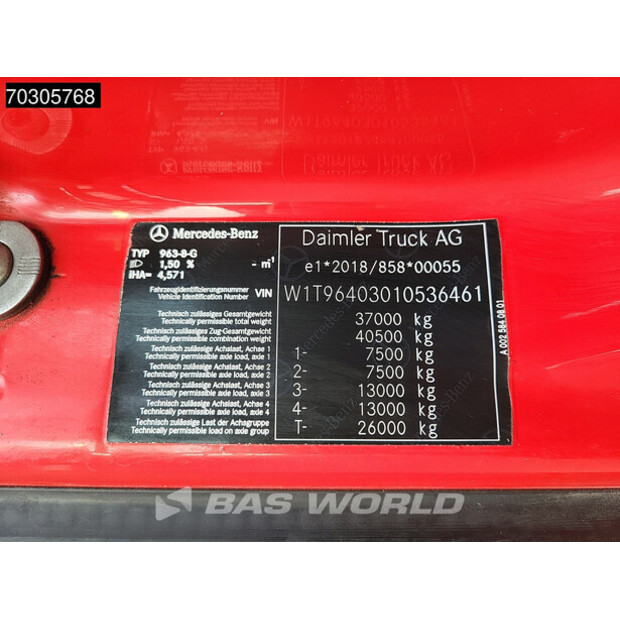 70305768
Mercedes-Benz
TYP 963-8-G
1,50 % - m⁻¹
iHA= 4,571
Fahrzeugidentifizierungsnummer
Vehicle Identification Number VIN
Technisch zulässiges Gesamtgewicht
Technically permissible total weight
Technisch zulässiges Zug-Gesamtgewicht
Technically permissible combination weight
Technisch zulässige Achslast, Achse 1
Technically permissible axle load, axle 1
Technisch zulässige Achslast, Achse 2
Technically permissible axle load, axle 2
Technisch zulässige Achslast, Achse 3
Technically permissible axle load, axle 3
Technisch zulässige Achslast, Achse 4
Technically permissible axle load, axle 4
Technisch zulässige Last der Achsgruppe
Technically permissible load on axle group
Daimler Truck AG
e1*2018/858*00055
W1T96403010536461
37000 kg
40500 kg
1- 7500 kg
2- 7500 kg
3- 13000 kg
4- 13000 kg
T- 26000 kg
A 002 584 08 01
BAS WORLD